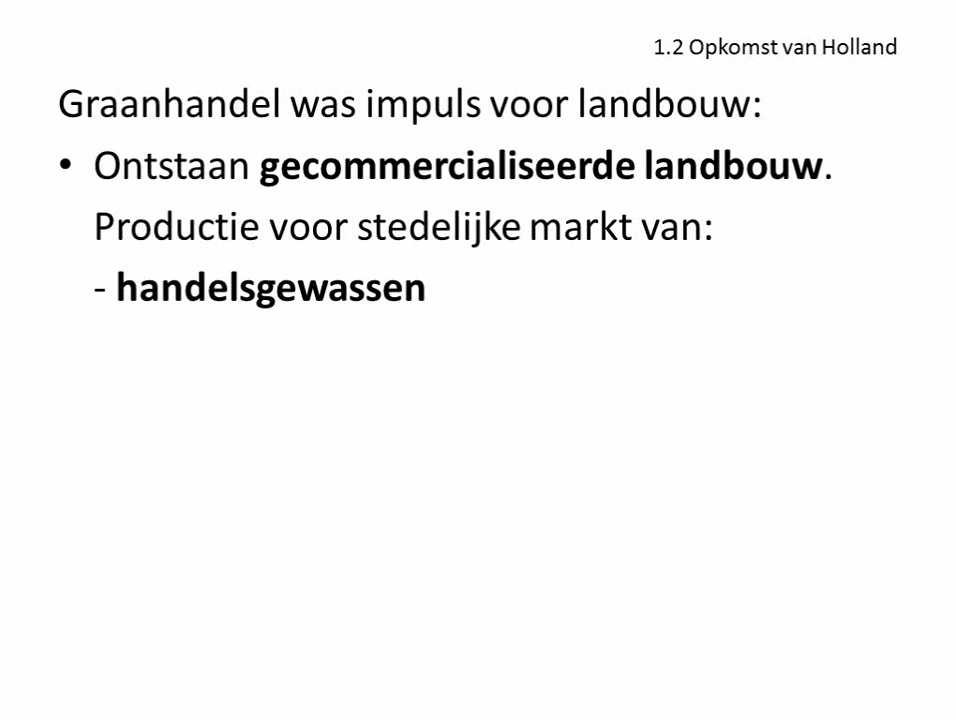 1.2 Opkomst van Holland
Graanhandel was impuls voor landbouw:
• Ontstaan gecommercialiseerde landbouw.
Productie voor stedelijke markt van:
- handelsgewassen